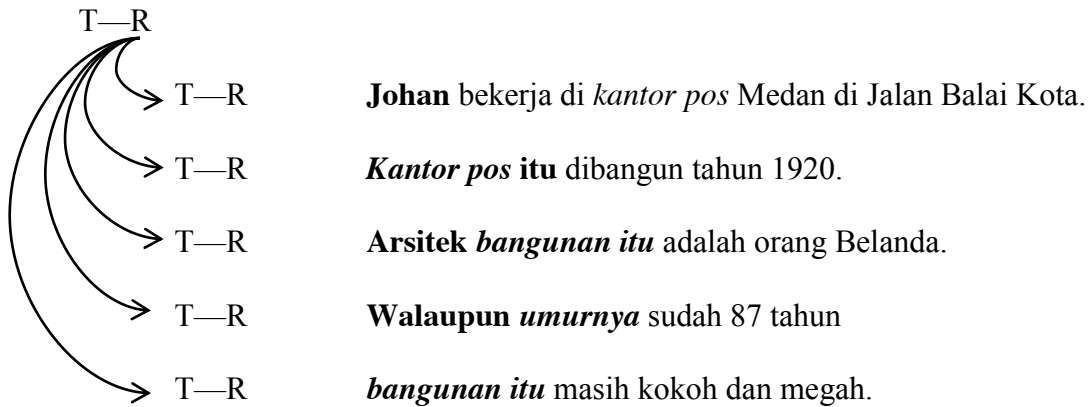 T—R
T—R Johan bekerja di kantor pos Medan di Jalan Balai Kota.
T—R Kantor pos itu dibangun tahun 1920.
T—R Arsitek bangunan itu adalah orang Belanda.
T—R Walaupun umurnya sudah 87 tahun
T—R bangunan itu masih kokoh dan megah.